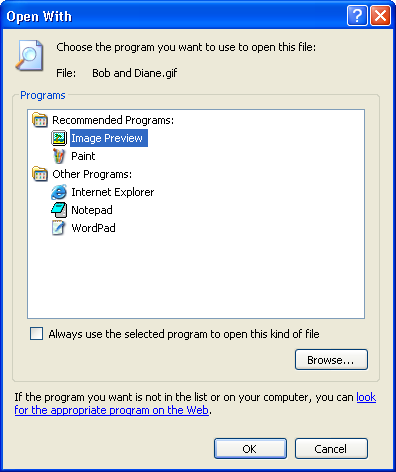 Open With
Choose the program you want to use to open this file:
File: Bob and Diane.gif
Programs
Recommended Programs:
Image Preview
Paint
Other Programs:
Internet Explorer
Notepad
WordPad
Always use the selected program to open this kind of file
Browse...
If the program you want is not in the list or on your computer, you can look
for the appropriate program on the Web.
OK
Cancel